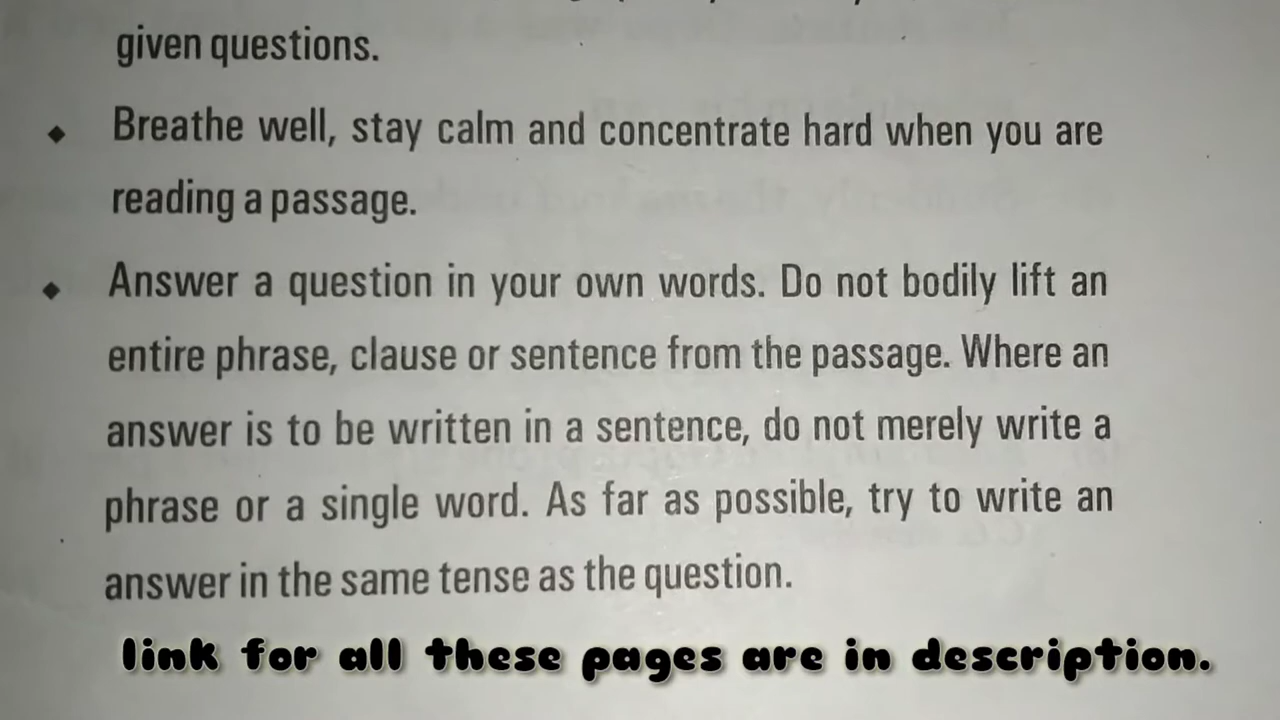 given questions.
◆ Breathe well, stay calm and concentrate hard when you are
reading a passage.
◆ Answer a question in your own words. Do not bodily lift an
entire phrase, clause or sentence from the passage. Where an
answer is to be written in a sentence, do not merely write a
phrase or a single word. As far as possible, try to write an
answer in the same tense as the question.
link for all these pages are in description.